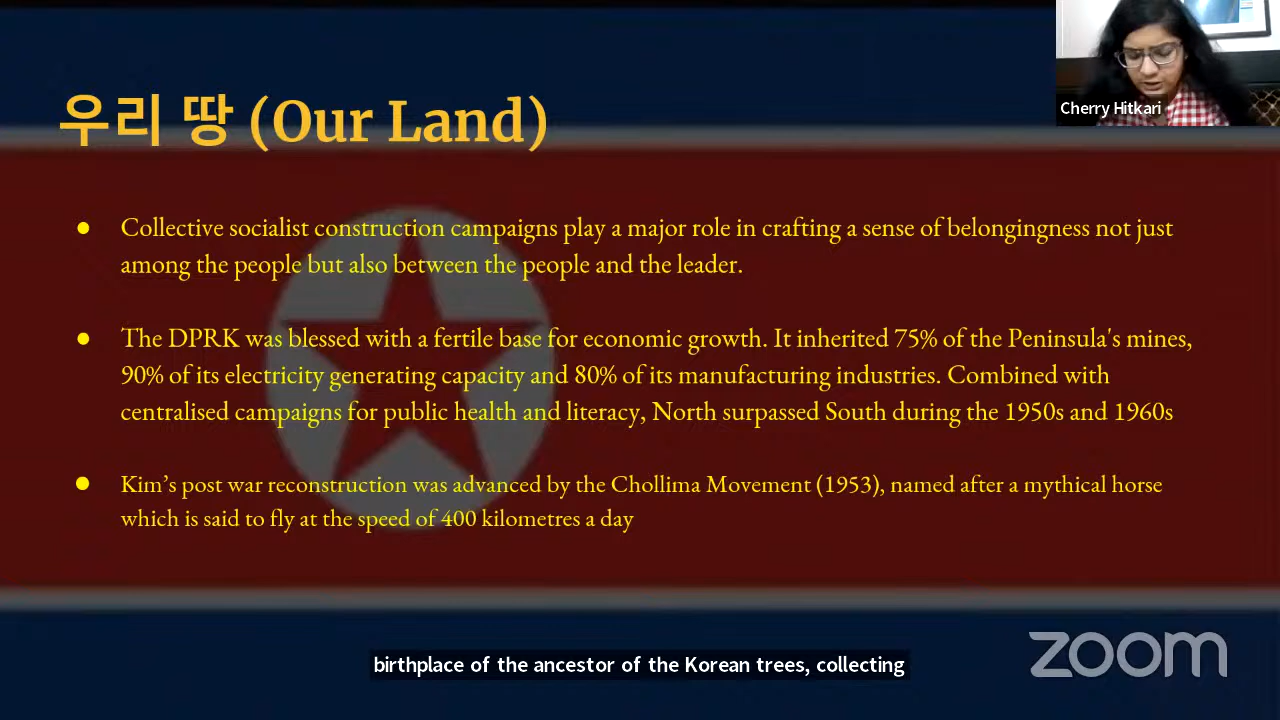 우리 땅 (Our Land)
Cherry Hitkari
● Collective socialist construction campaigns play a major role in crafting a sense of belongingness not just
among the people but also between the people and the leader.
● The DPRK was blessed with a fertile base for economic growth. It inherited 75% of the Peninsula's mines,
90% of its electricity generating capacity and 80% of its manufacturing industries. Combined with
centralised campaigns for public health and literacy, North surpassed South during the 1950s and 1960s
● Kim’s post war reconstruction was advanced by the Chollima Movement (1953), named after a mythical horse
which is said to fly at the speed of 400 kilometres a day
birthplace of the ancestor of the Korean trees, collecting
zoom